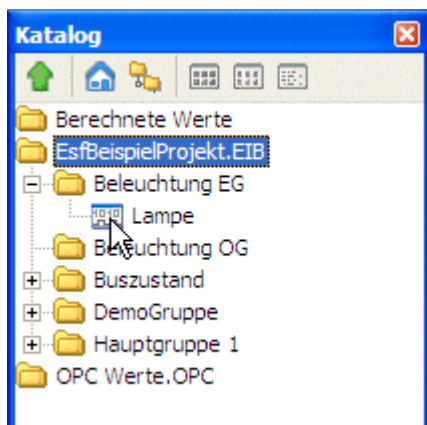 Katalog
Berechnete Werte
EsfBeispielProjekt.EIB
Beleuchtung EG
Lampe
Beleuchtung OG
Buszustand
DemoGruppe
Hauptgruppe 1
OPC Werte.OPC